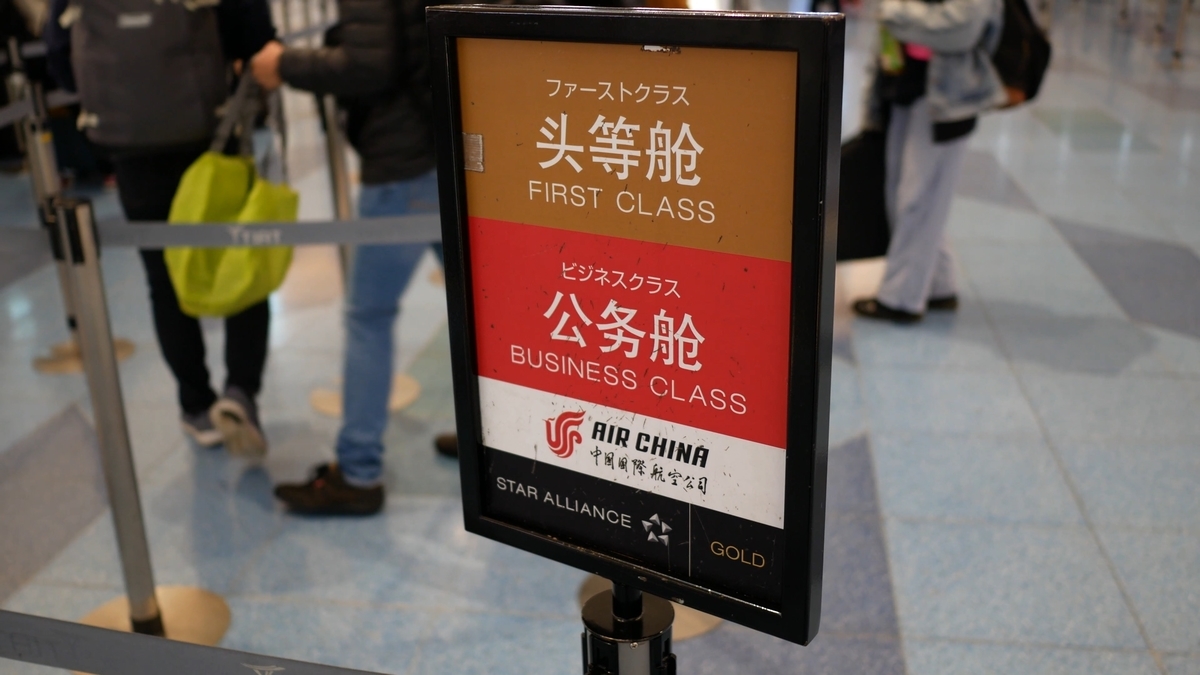 ファーストクラス
头等舱
FIRST CLASS
ビジネスクラス
公务舱
BUSINESS CLASS
AIR CHINA
中国国際航空公司
STAR ALLIANCE
GOLD